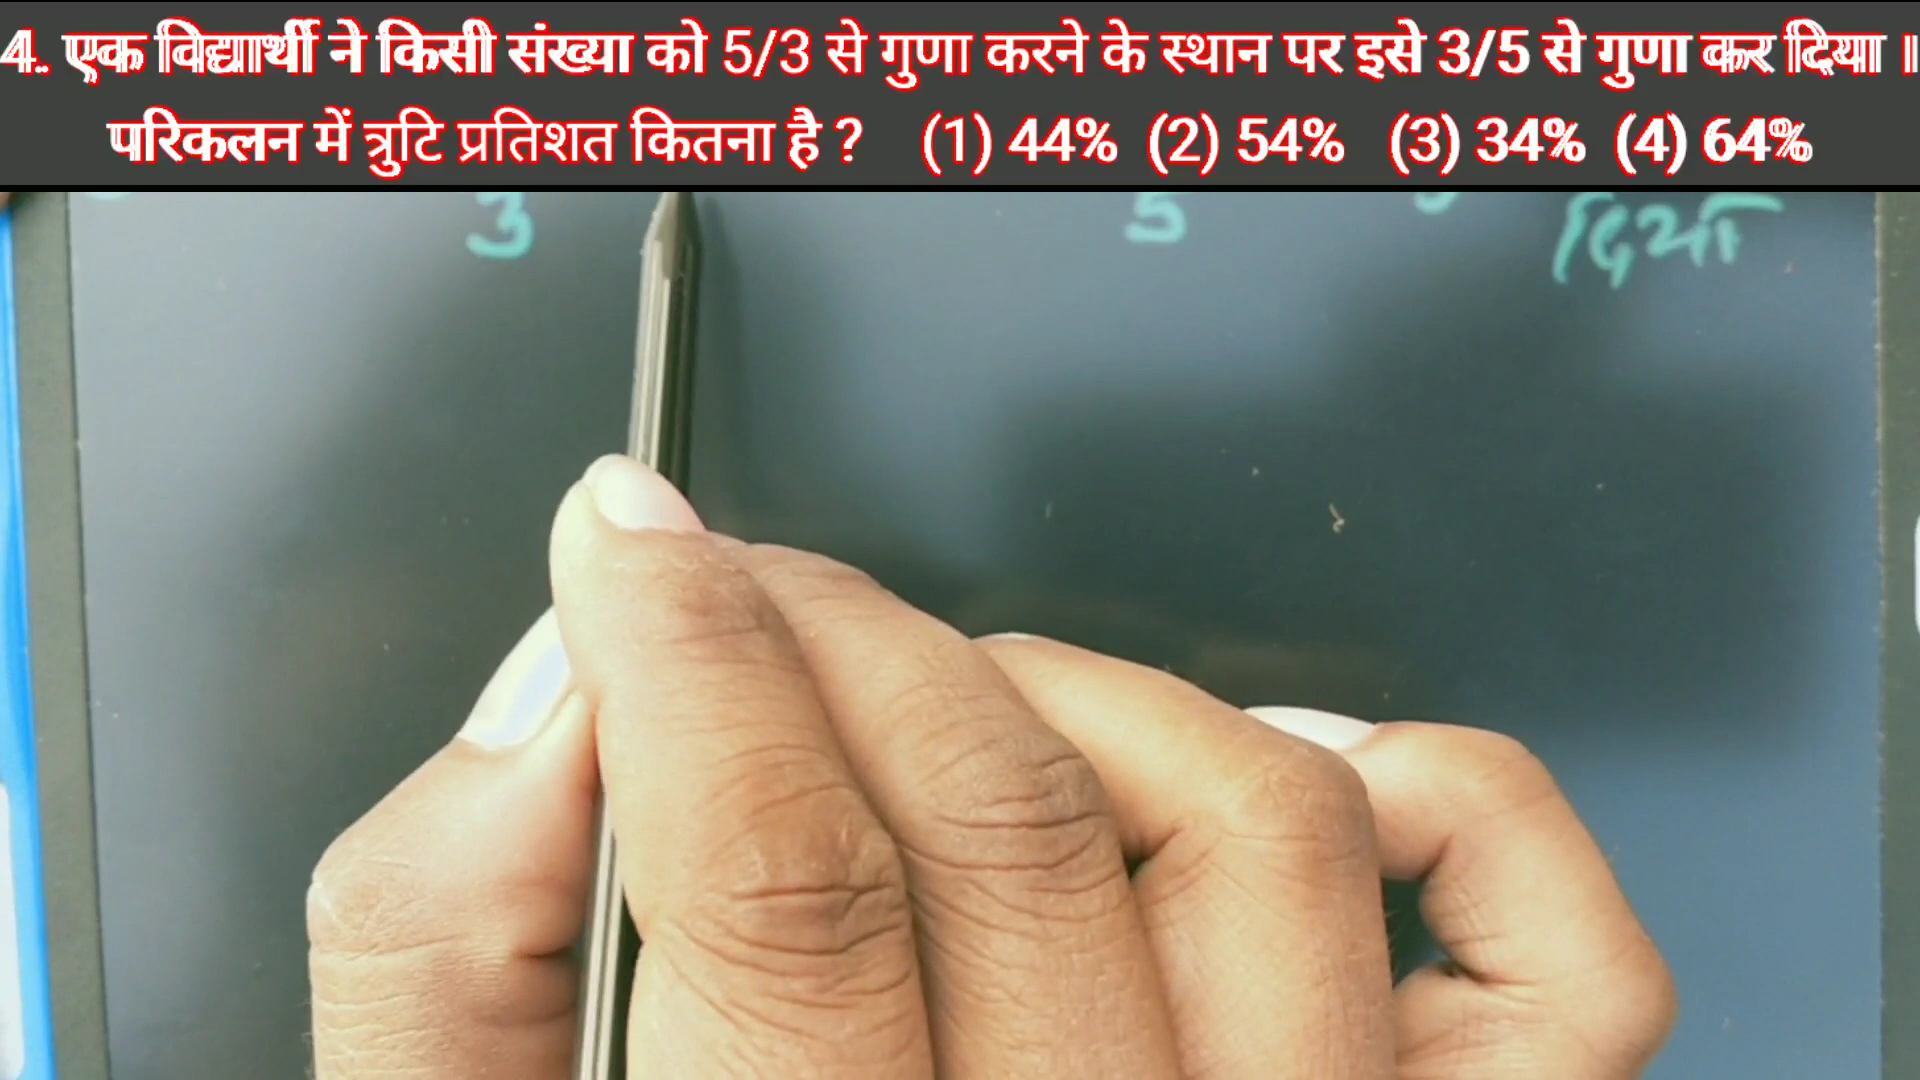 4. एक विद्यार्थी ने किसी संख्या को 5/3 से गुणा करने के स्थान पर इसे 3/5 से गुणा कर दिया ।
परिकलन में त्रुटि प्रतिशत कितना है ? (1) 44% (2) 54% (3) 34% (4) 64%
3 5 दिया